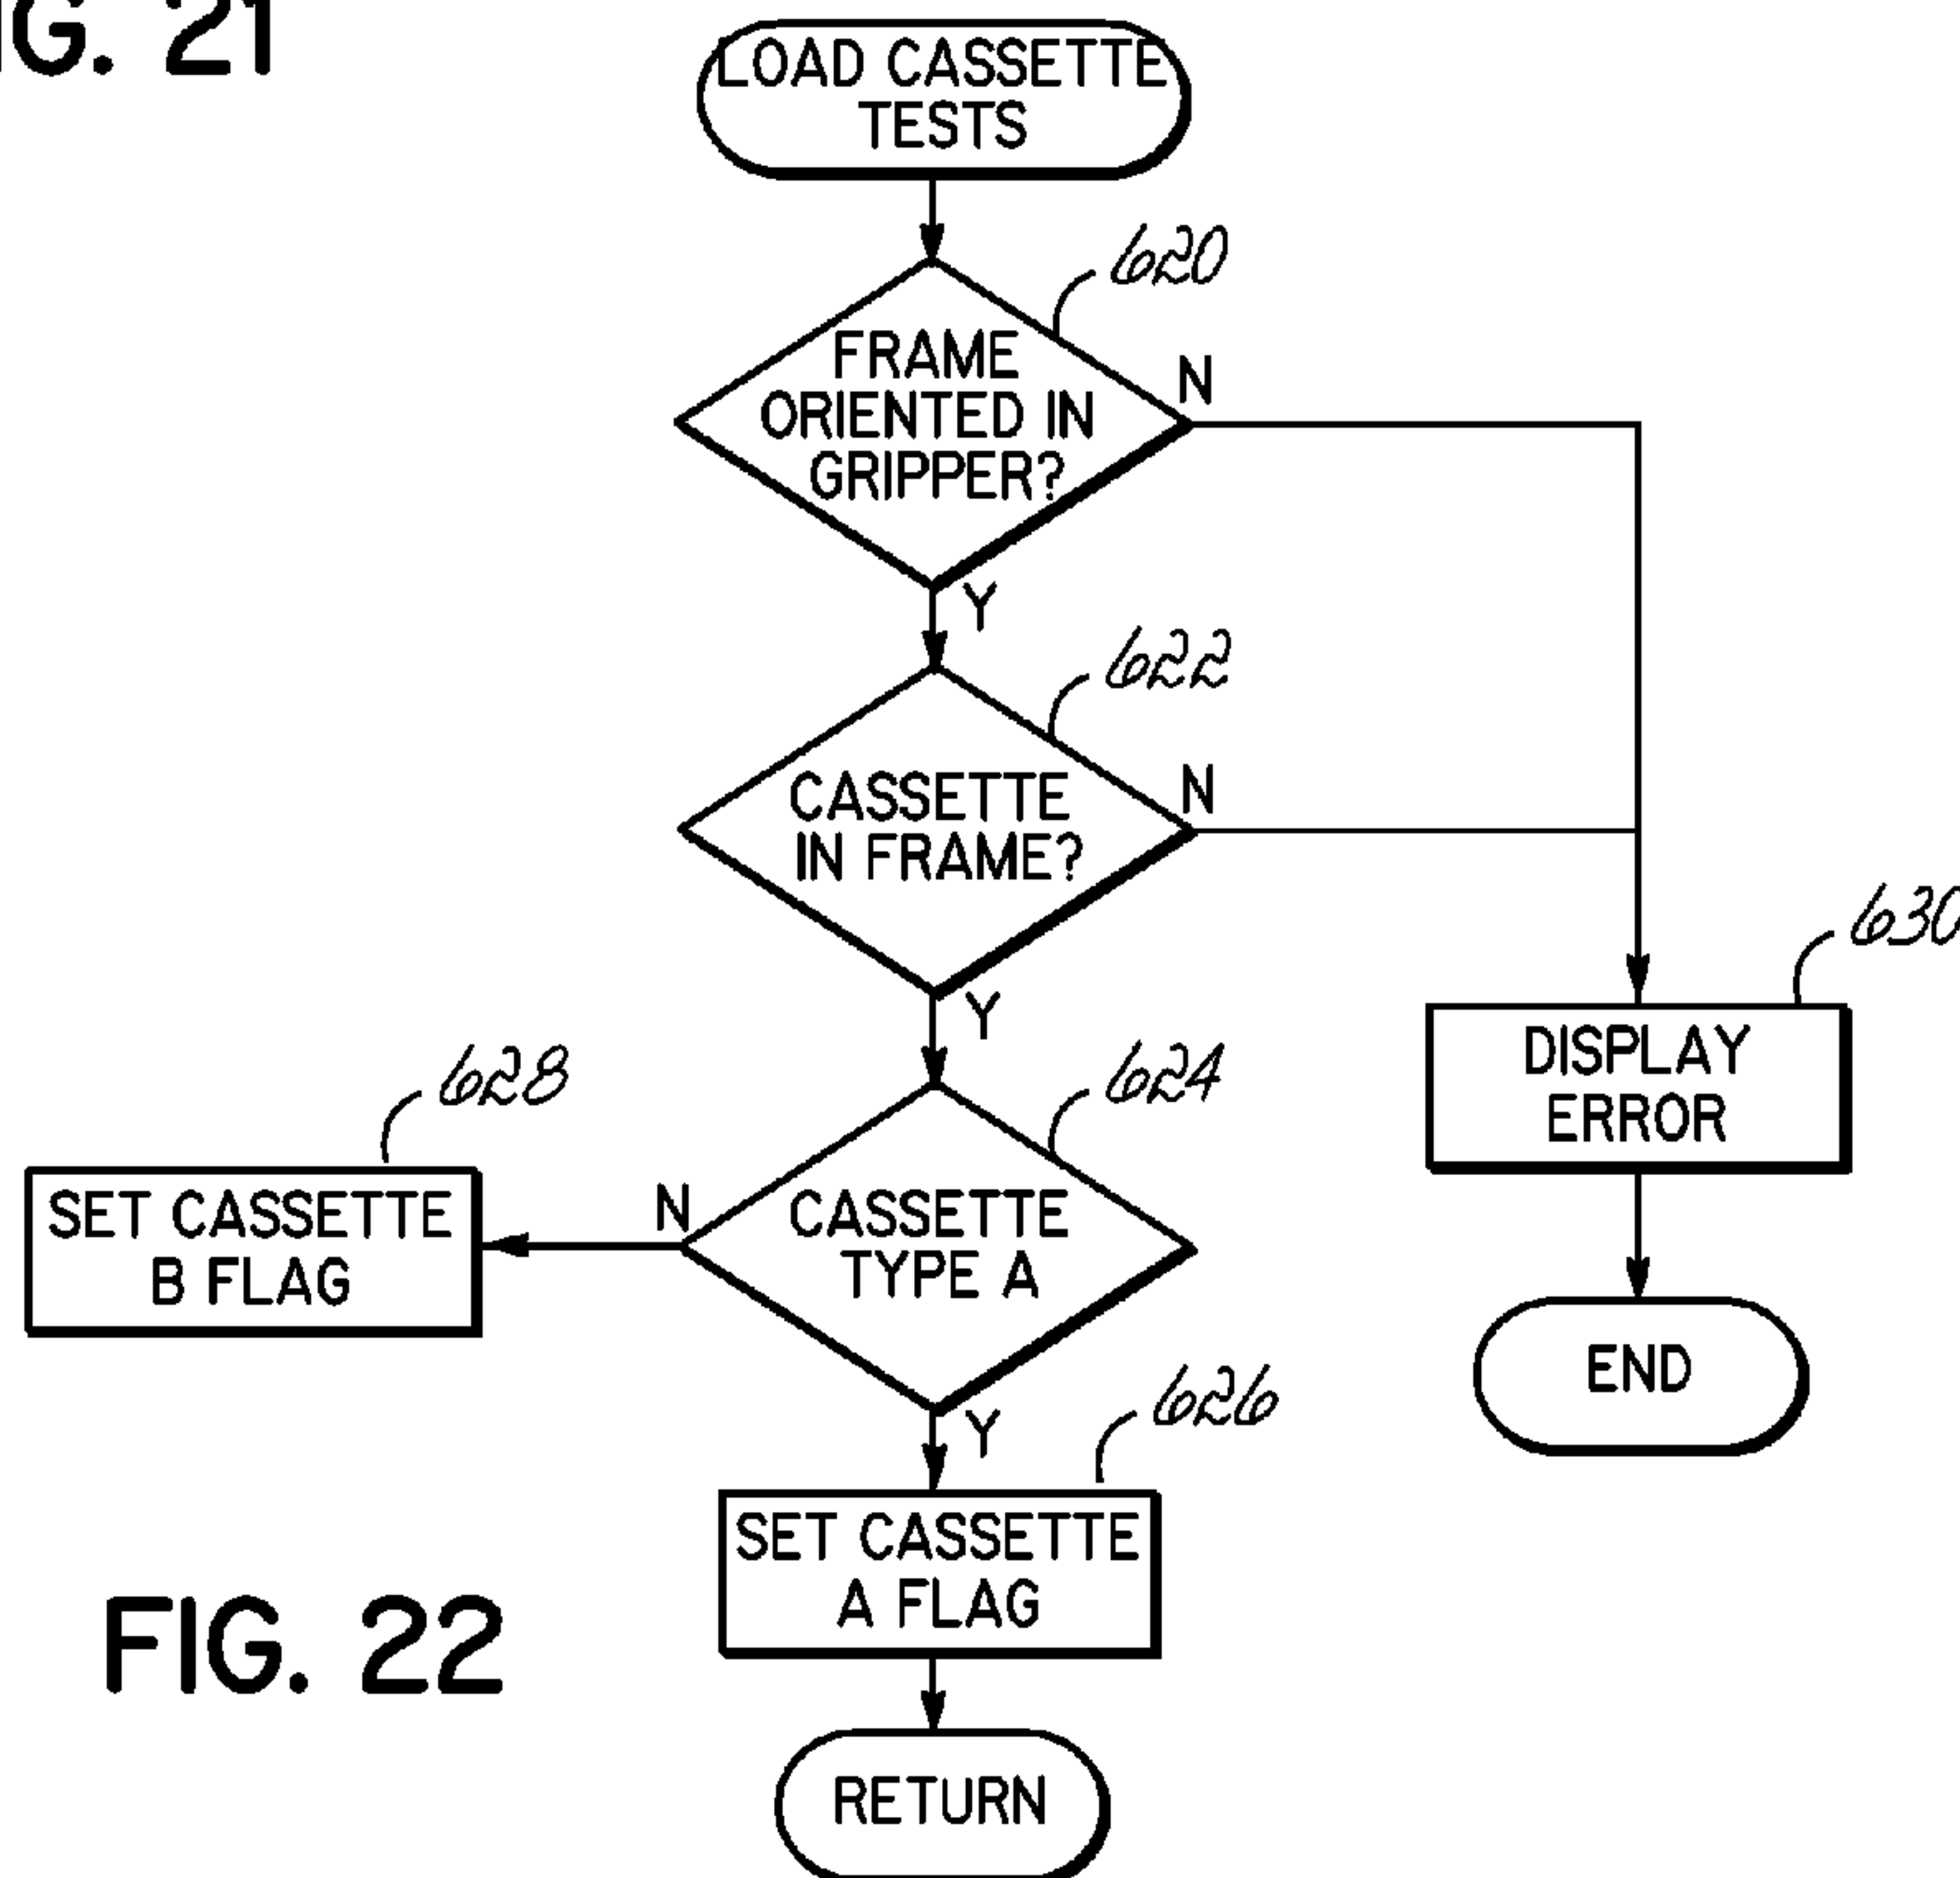 G. 21
LOAD CASSETTE
TESTS
620
FRAME
ORIENTED IN
GRIPPER?
N
Y
622
CASSETTE
IN FRAME?
N
Y
630
DISPLAY
ERROR
END
628
SET CASSETTE
B FLAG
N
624
CASSETTE
TYPE A
Y
626
SET CASSETTE
A FLAG
RETURN
FIG. 22